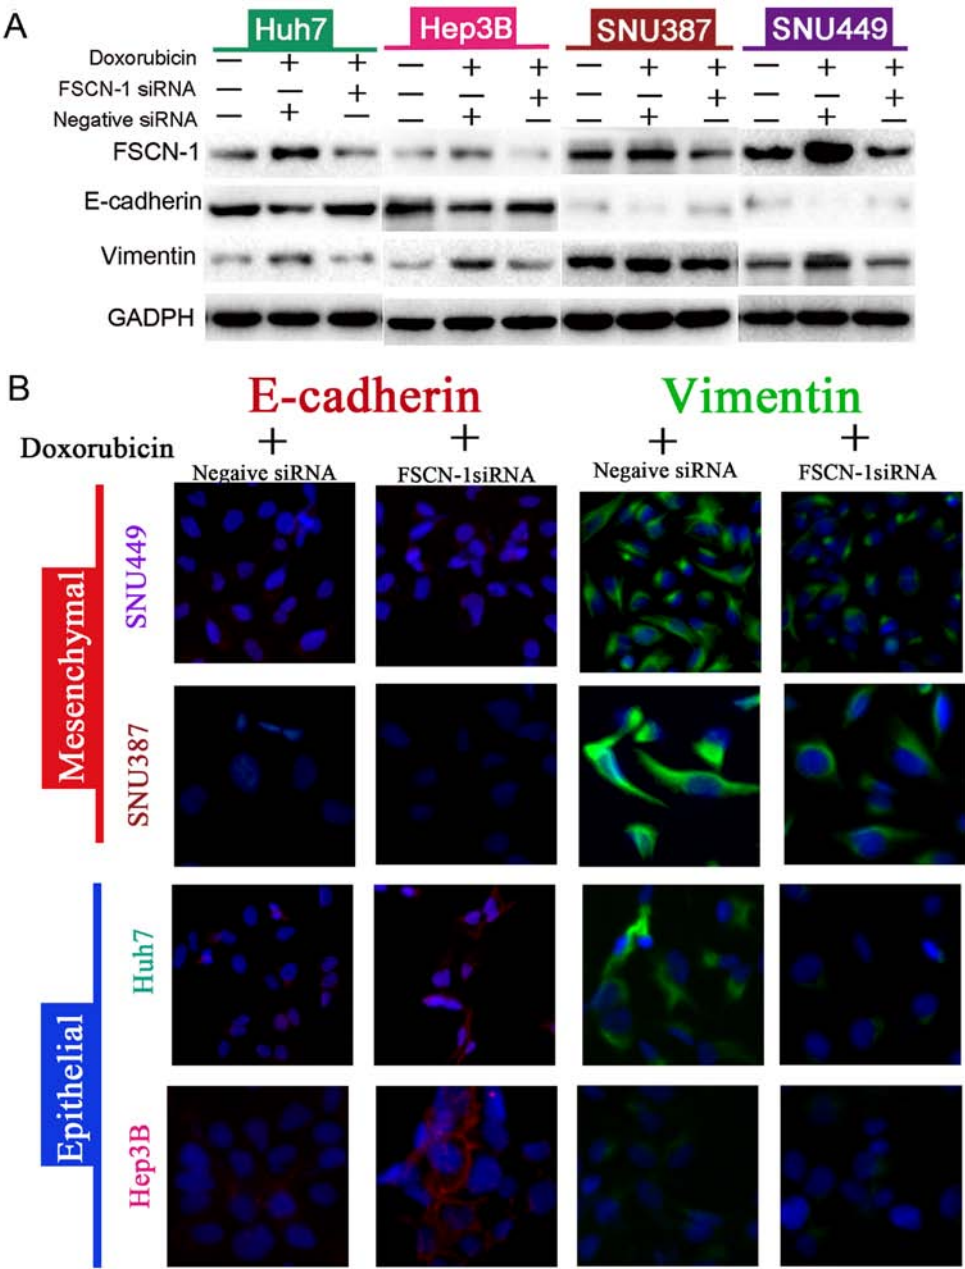 A
Huh7 Hep3B SNU387 SNU449
Doxorubicin — + + — + + — + + — + +
FSCN-1 siRNA — — + — — + — — + — — +
Negative siRNA — + — — + — — + — — + —
FSCN-1
E-cadherin
Vimentin
GADPH
B
E-cadherin Vimentin
Doxorubicin + + + +
Negaive siRNA FSCN-1siRNA Negaive siRNA FSCN-1siRNA
Mesenchymal
SNU449
SNU387
Epithelial
Huh7
Hep3B